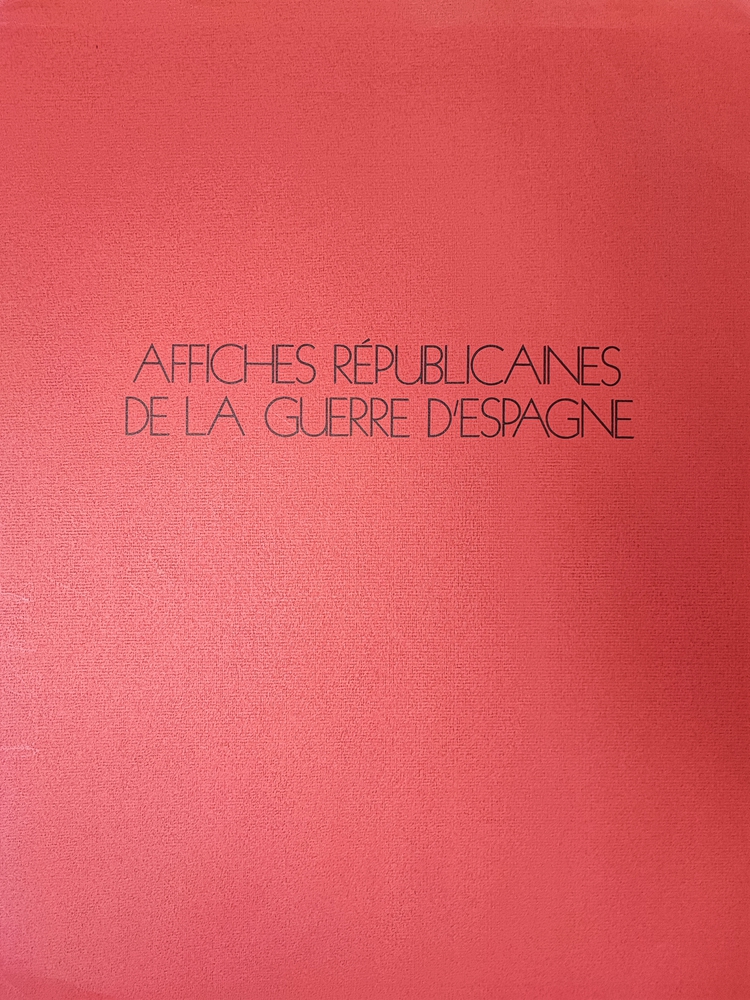 AFFICHES RÉPUBLICAINES
DE LA GUERRE D'ESPAGNE